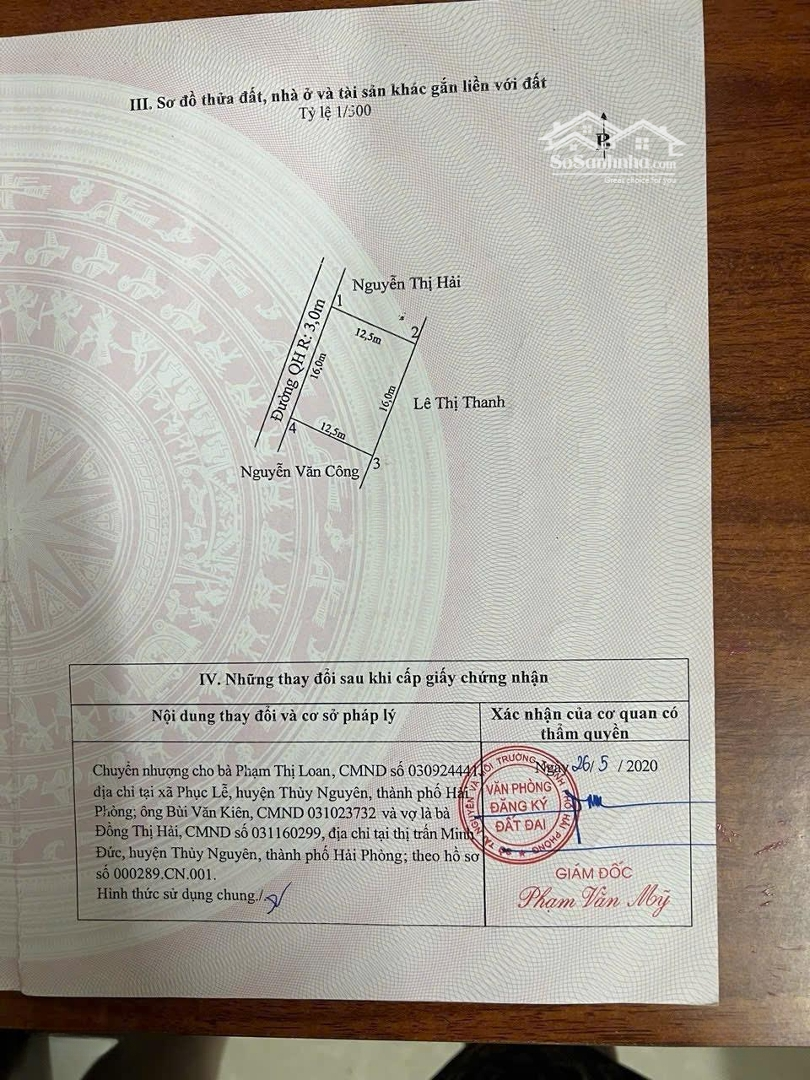 III. Sơ đồ thửa đất, nhà ở và tài sản khác gắn liền với đất
Tỷ lệ 1/500
B
SoSanhnha.com
Great choice for you
Nguyễn Thị Hải
1
12,5m
2
Đường QH R: 3,0m
16,0m
16,0m
Lê Thị Thanh
4
12,5m
3
Nguyễn Văn Công
IV. Những thay đổi sau khi cấp giấy chứng nhận
Nội dung thay đổi và cơ sở pháp lý
Xác nhận của cơ quan có
thẩm quyền
Chuyển nhượng cho bà Phạm Thị Loan, CMND số 030924441,
địa chỉ tại xã Phục Lễ, huyện Thủy Nguyên, thành phố Hải
Phòng; ông Bùi Văn Kiên, CMND 031023732 và vợ là bà
Đồng Thị Hải, CMND số 031160299, địa chỉ tại thị trấn Minh
Đức, huyện Thủy Nguyên, thành phố Hải Phòng; theo hồ sơ
số 000289.CN.001.
Hình thức sử dụng chung./.
Ngày 26/ 5 / 2020
VĂN PHÒNG
ĐĂNG KÝ
ĐẤT ĐAI
GIÁM ĐỐC
Phạm Văn Mỹ